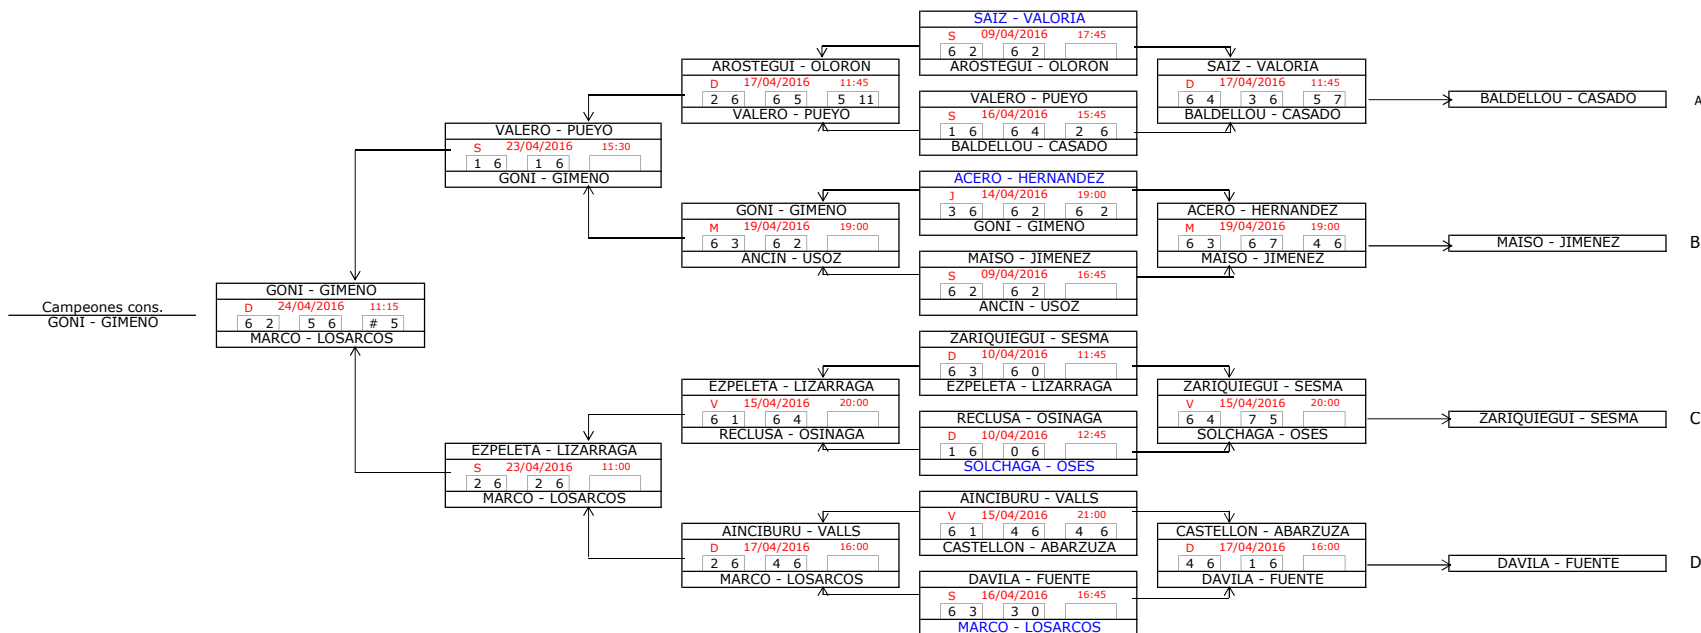 SAIZ - VALORIA
S 09/04/2016 17:45
6 2 6 2
AROSTEGUI - OLORON
AROSTEGUI - OLORON
D 17/04/2016 11:45
2 6 6 5 5 11
VALERO - PUEYO
SAIZ - VALORIA
D 17/04/2016 11:45
6 4 3 6 5 7
BALDELLOU - CASADO
VALERO - PUEYO
S 16/04/2016 15:45
1 6 6 4 2 6
BALDELLOU - CASADO
BALDELLOU - CASADO A
VALERO - PUEYO
S 23/04/2016 15:30
1 6 1 6
GOÑI - GIMENO
ACERO - HERNANDEZ
J 14/04/2016 19:00
3 6 6 2 6 2
GOÑI - GIMENO
GOÑI - GIMENO
M 19/04/2016 19:00
6 3 6 2
ANCIN - USOZ
ACERO - HERNANDEZ
M 19/04/2016 19:00
6 3 6 7 4 6
MAISO - JIMENEZ
MAISO - JIMENEZ B
MAISO - JIMENEZ
S 09/04/2016 16:45
6 2 6 2
ANCIN - USOZ
Campeones cons.
GOÑI - GIMENO
GOÑI - GIMENO
D 24/04/2016 11:15
6 2 5 6 # 5
MARCO - LOSARCOS
ZARIQUIEGUI - SESMA
D 10/04/2016 11:45
6 3 6 0
EZPELETA - LIZARRAGA
EZPELETA - LIZARRAGA
V 15/04/2016 20:00
6 1 6 4
RECLUSA - OSINAGA
ZARIQUIEGUI - SESMA
V 15/04/2016 20:00
6 4 7 5
SOLCHAGA - OSES
ZARIQUIEGUI - SESMA C
RECLUSA - OSINAGA
D 10/04/2016 12:45
1 6 0 6
SOLCHAGA - OSES
EZPELETA - LIZARRAGA
S 23/04/2016 11:00
2 6 2 6
MARCO - LOSARCOS
AINCIBURU - VALLS
V 15/04/2016 21:00
6 1 4 6 4 6
CASTELLON - ABARZUZA
AINCIBURU - VALLS
D 17/04/2016 16:00
2 6 4 6
MARCO - LOSARCOS
CASTELLON - ABARZUZA
D 17/04/2016 16:00
4 6 1 6
DAVILA - FUENTE
DAVILA - FUENTE D
DAVILA - FUENTE
S 16/04/2016 16:45
6 3 3 0
MARCO - LOSARCOS